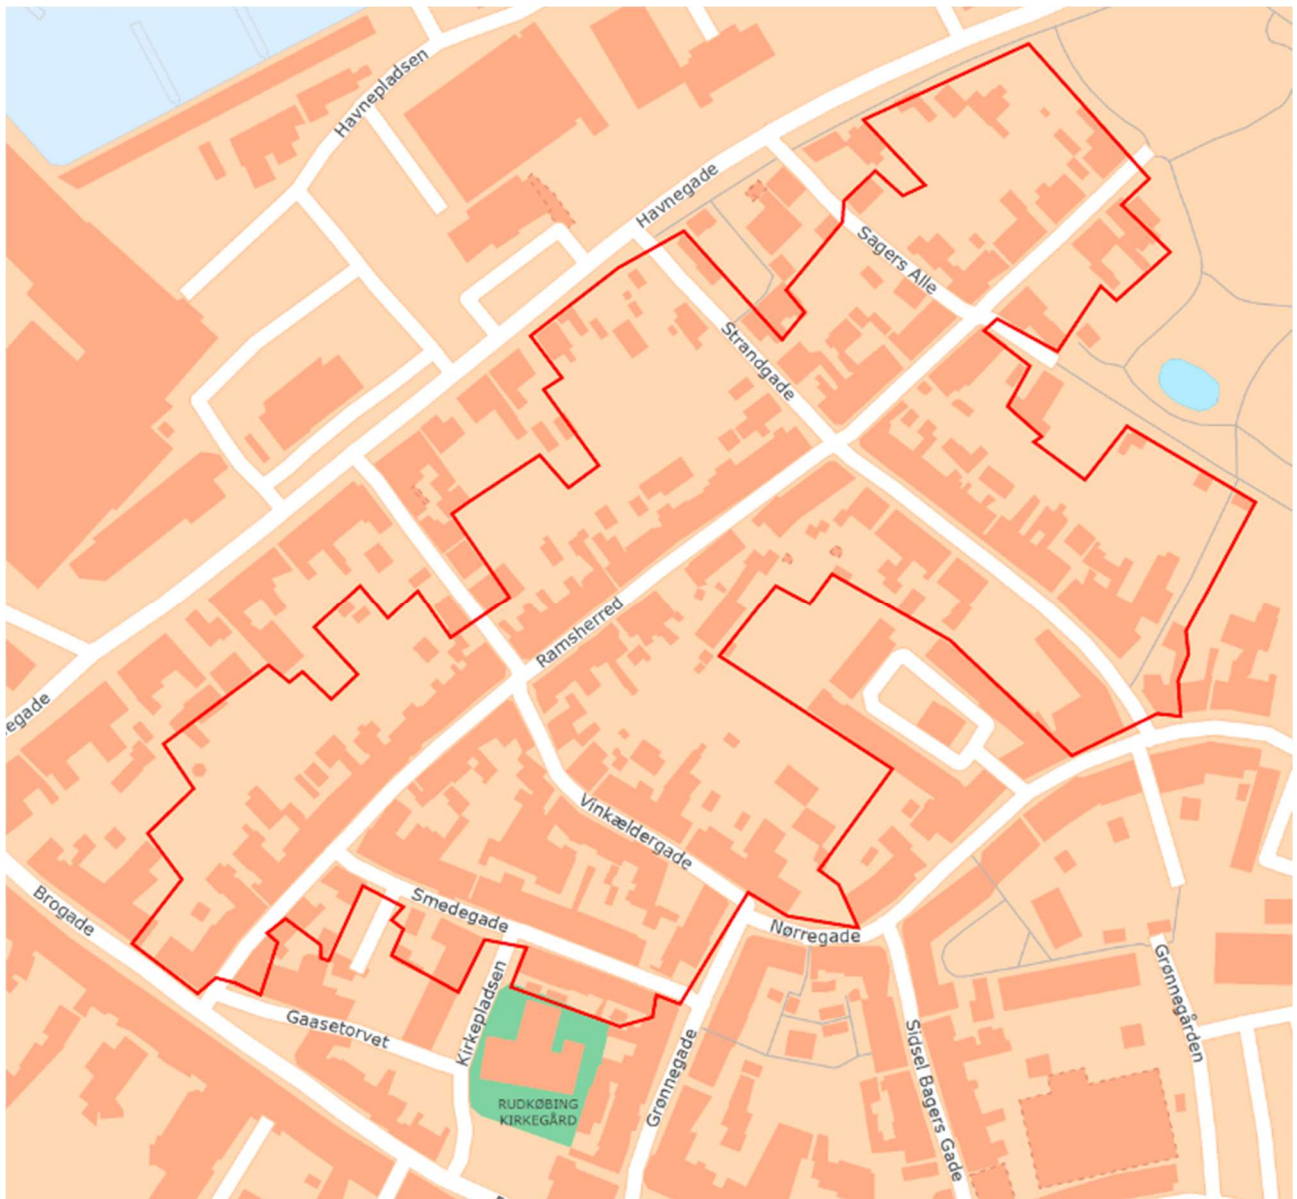 Havnepladsen
Havnegade
Sagers Alle
Strandgade
Ramsherred
egade
Vinkældergade
Brogade
Smedegade
Nørregade
Gaasetorvet
Kirkepladsen
Grønnegade
Sidsel Bagers Gade
Grønnegården
RUDKØBING
KIRKEGÅRD